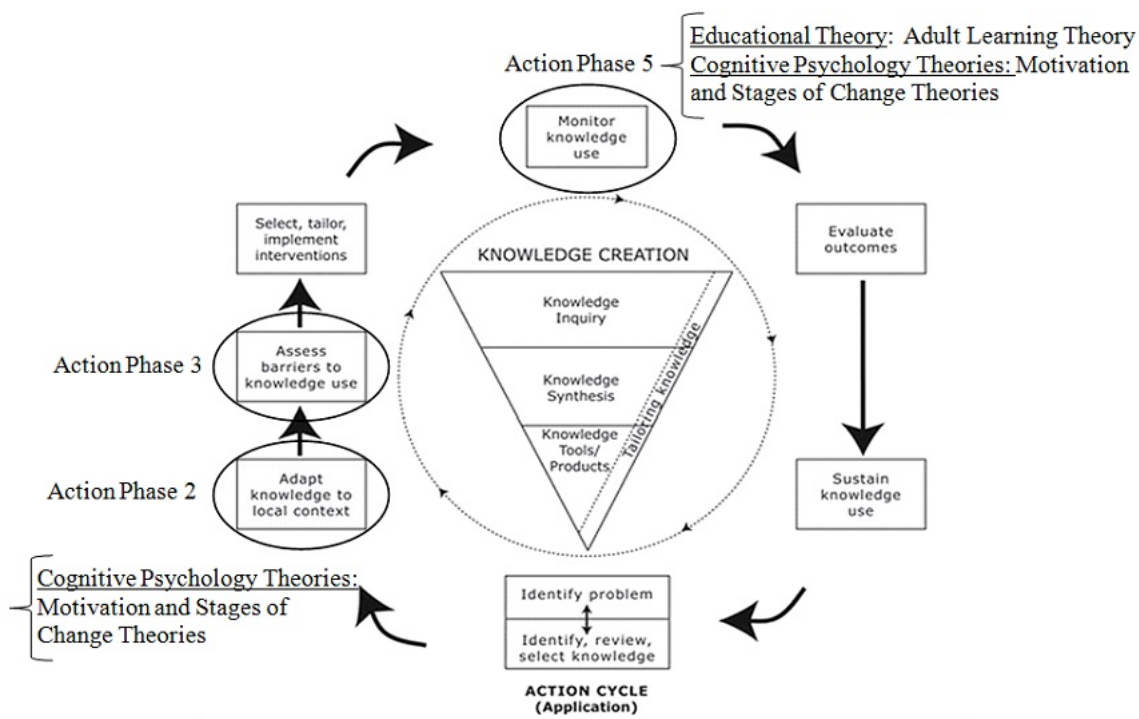 Educational Theory: Adult Learning Theory
Cognitive Psychology Theories: Motivation
and Stages of Change Theories
Action Phase 5
Monitor
knowledge
use
Select, tailor,
implement
interventions
Evaluate
outcomes
KNOWLEDGE CREATION
Knowledge
Inquiry
Knowledge
Synthesis
Knowledge
Tools/
Products
Tailoring knowledge
Action Phase 3
Assess
barriers to
knowledge use
Action Phase 2
Adapt
knowledge to
local context
Sustain
knowledge
use
Cognitive Psychology Theories:
Motivation and Stages of
Change Theories
Identify problem
Identify, review,
select knowledge
ACTION CYCLE
(Application)